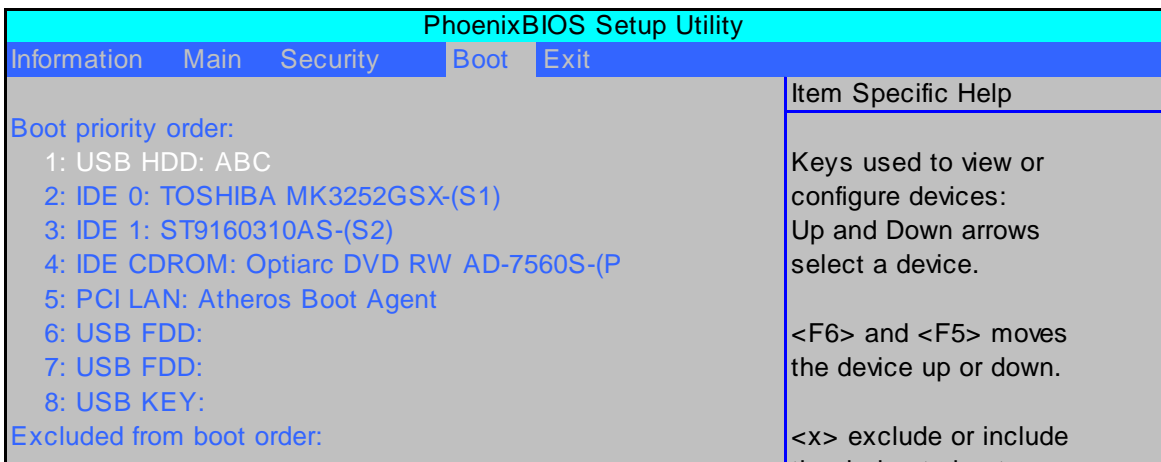 PhoenixBIOS Setup Utility
Information Main Security Boot Exit
Item Specific Help
Boot priority order:
1: USB HDD: ABC
2: IDE 0: TOSHIBA MK3252GSX-(S1)
3: IDE 1: ST9160310AS-(S2)
4: IDE CDROM: Optiarc DVD RW AD-7560S-(P
5: PCI LAN: Atheros Boot Agent
6: USB FDD:
7: USB FDD:
8: USB KEY:
Excluded from boot order:
Keys used to view or
configure devices:
Up and Down arrows
select a device.
<F6> and <F5> moves
the device up or down.
<x> exclude or include